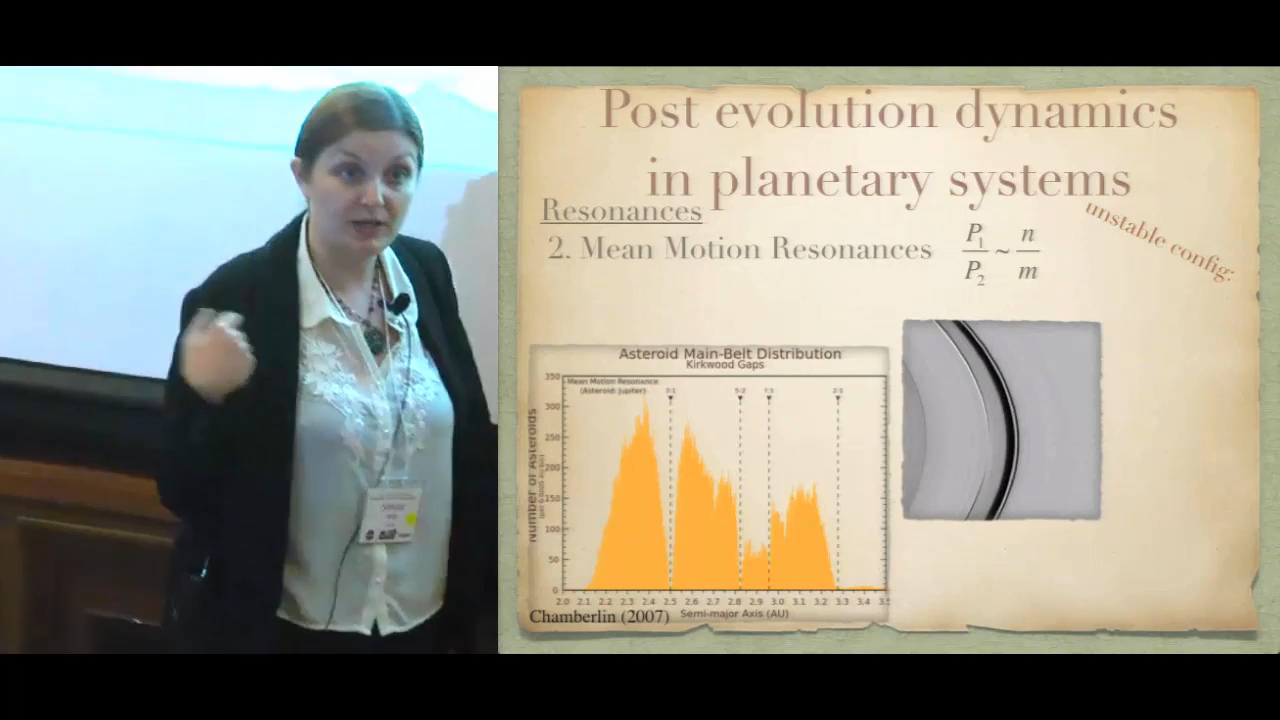 Post evolution dynamics
in planetary systems
unstable config:
Resonances
2. Mean Motion Resonances
P1/P2 ~ n/m
Asteroid Main-Belt Distribution
Kirkwood Gaps
Mean Motion Resonance
(Asteroid: Jupiter)
3:1 5:2 7:3 2:1
350
300
250
200
150
100
50
0
Number of Asteroids
2.0 2.1 2.2 2.3 2.4 2.5 2.6 2.7 2.8 2.9 3.0 3.1 3.2 3.3 3.4 3.5
Semi-major Axis (AU)
Chamberlin (2007)